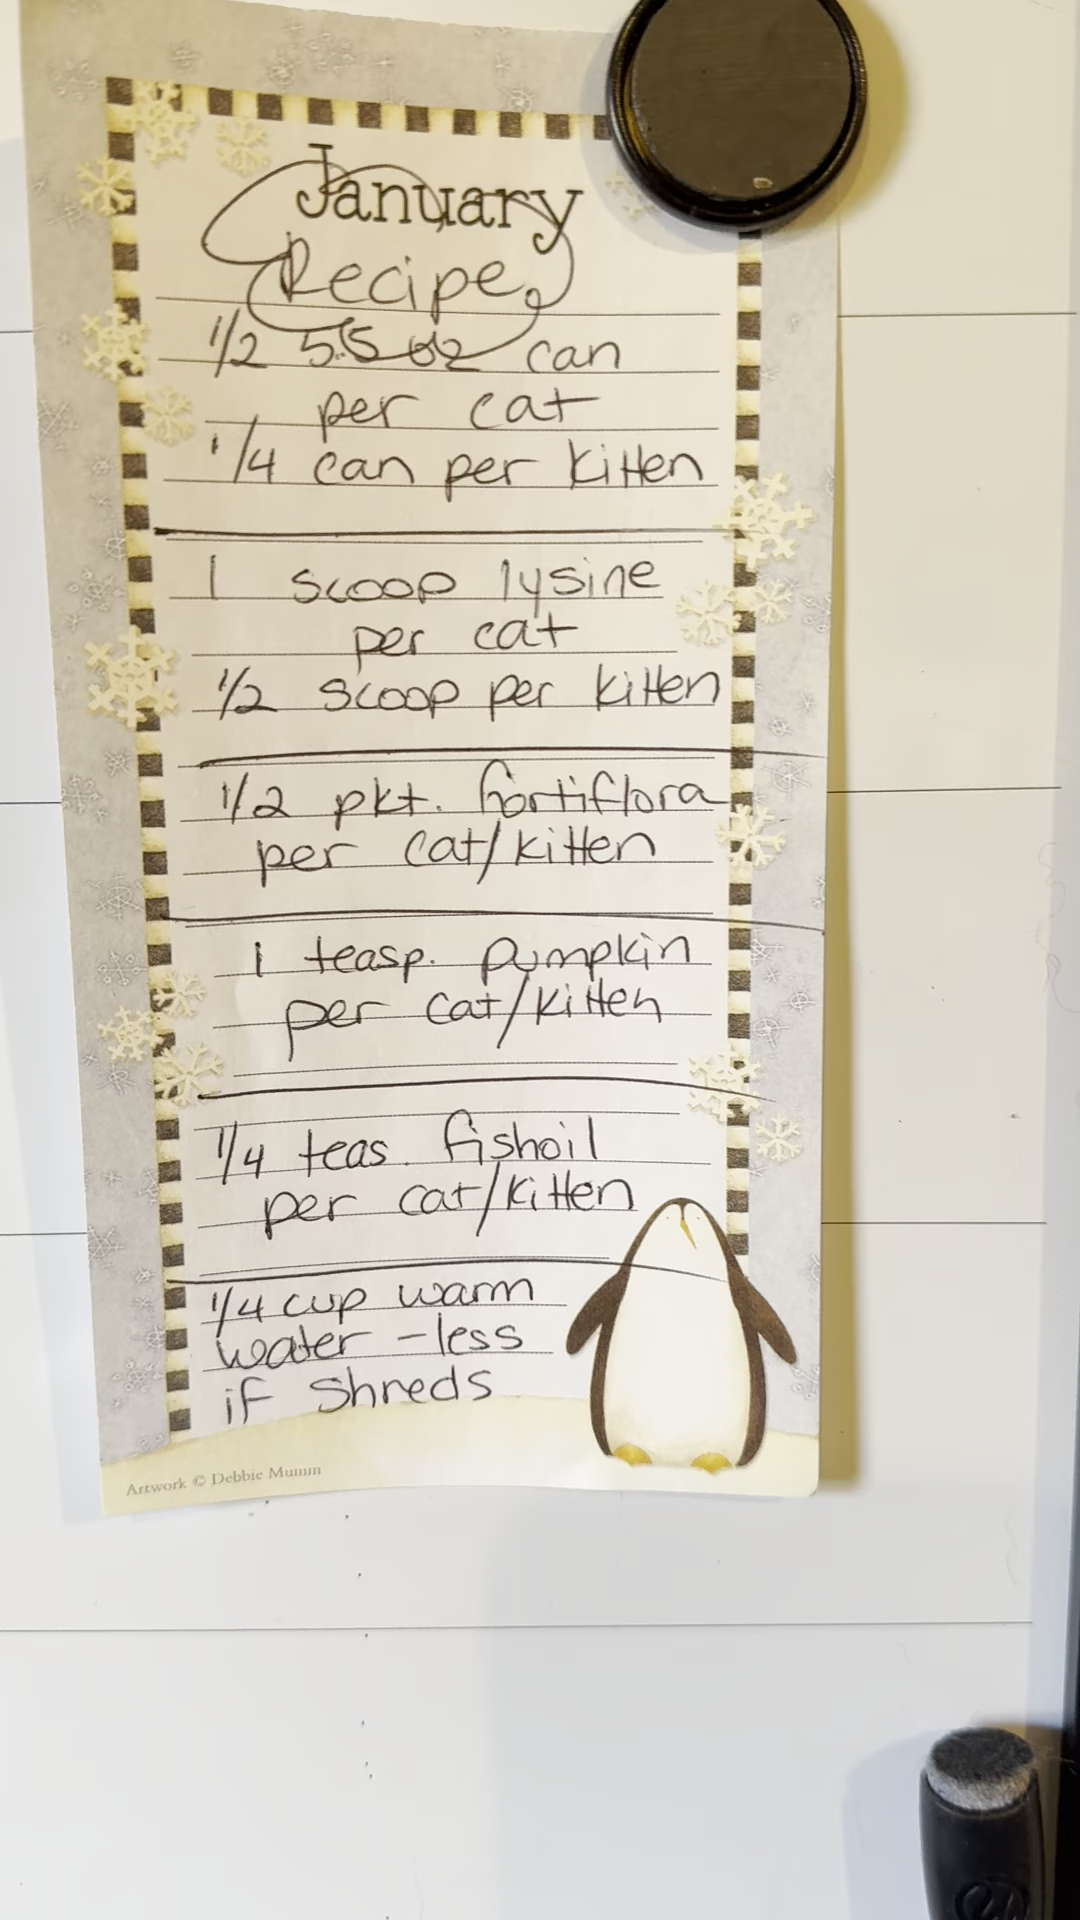 January
Recipe
1/2 5.5 oz can
per cat
1/4 can per kitten
1 scoop lysine
per cat
1/2 scoop per kitten
1/2 pkt. fortiflora
per cat/kitten
1 teasp. pumpkin
per cat/kitten
1/4 teas. fishoil
per cat/kitten
1/4 cup warm
water - less
if shreds
Artwork © Debbie Mumm